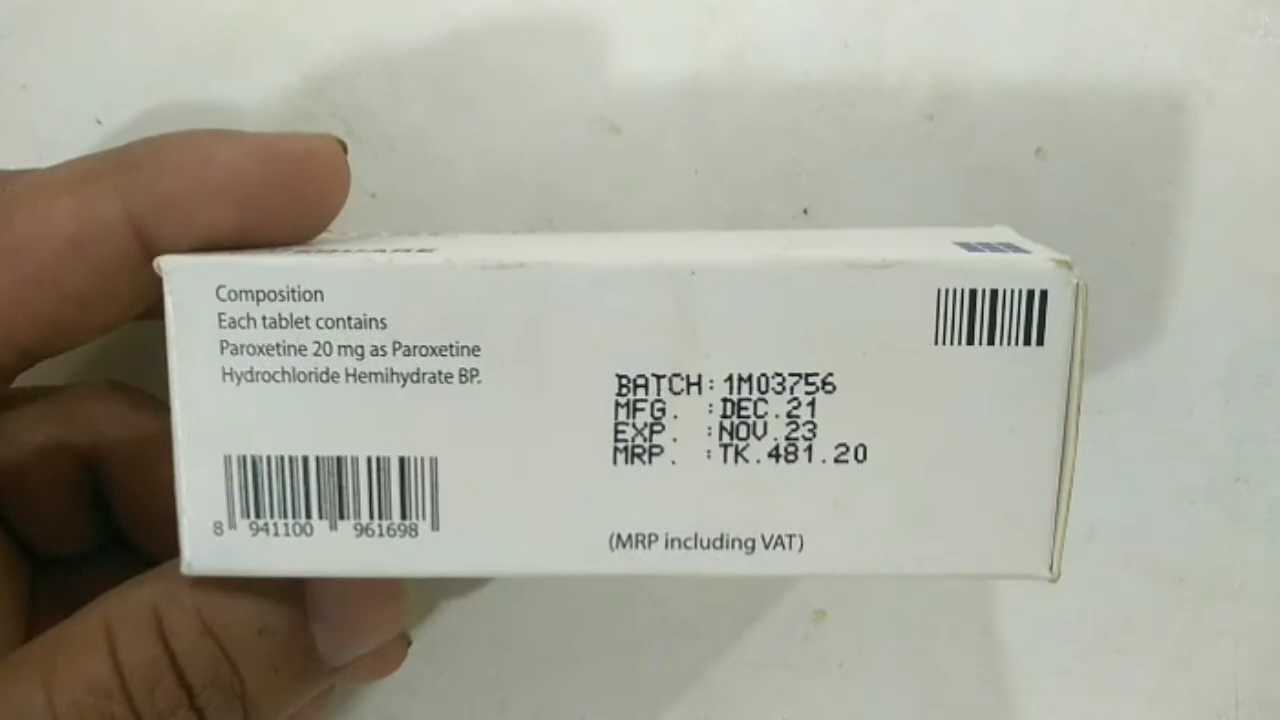 Composition
Each tablet contains
Paroxetine 20 mg as Paroxetine
Hydrochloride Hemihydrate BP.
BATCH : 1M03756
MFG. : DEC.21
EXP. : NOV.23
MRP. : TK.481.20
8 941100 961698
(MRP including VAT)